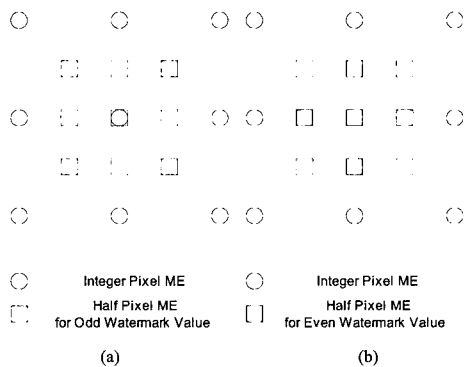 Integer Pixel ME
Half Pixel ME
for Odd Watermark Value
(a)
Integer Pixel ME
Half Pixel ME
for Even Watermark Value
(b)